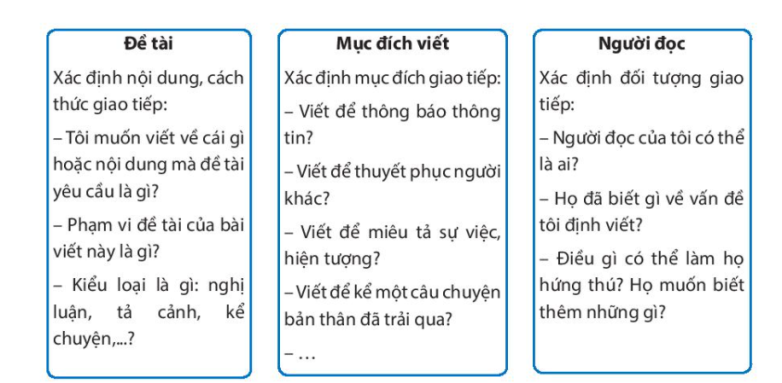 Đề tài
Xác định nội dung, cách
thức giao tiếp:
– Tôi muốn viết về cái gì
hoặc nội dung mà đề tài
yêu cầu là gì?
– Phạm vi đề tài của bài
viết này là gì?
– Kiểu loại là gì: nghị
luận, tả cảnh, kể
chuyện,...?
Mục đích viết
Xác định mục đích giao tiếp:
– Viết để thông báo thông
tin?
– Viết để thuyết phục người
khác?
– Viết để miêu tả sự việc,
hiện tượng?
– Viết để kể một câu chuyện
bản thân đã trải qua?
– ...
Người đọc
Xác định đối tượng giao
tiếp:
– Người đọc của tôi có thể
là ai?
– Họ đã biết gì về vấn đề
tôi định viết?
– Điều gì có thể làm họ
hứng thú? Họ muốn biết
thêm những gì?